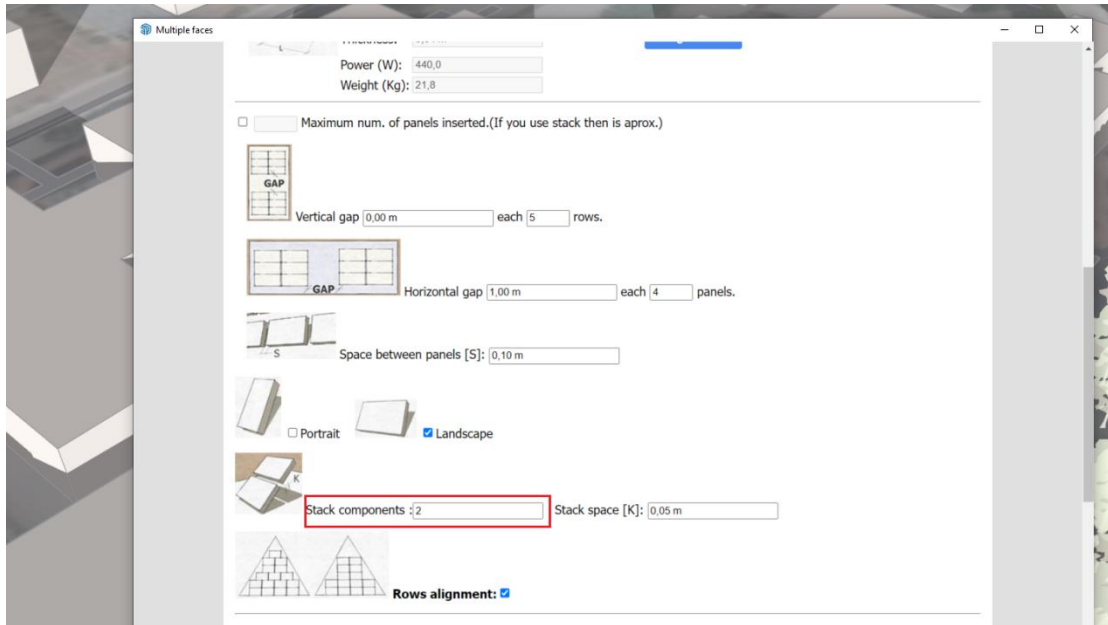 Multiple faces
Power (W): 440,0
Weight (Kg): 21,8
Maximum num. of panels inserted.(If you use stack then is aprox.)
GAP
Vertical gap 0,00 m each 5 rows.
GAP
Horizontal gap 1,00 m each 4 panels.
S
Space between panels [S]: 0,10 m
Portrait Landscape
K
Stack components : 2 Stack space [K]: 0,05 m
Rows alignment: